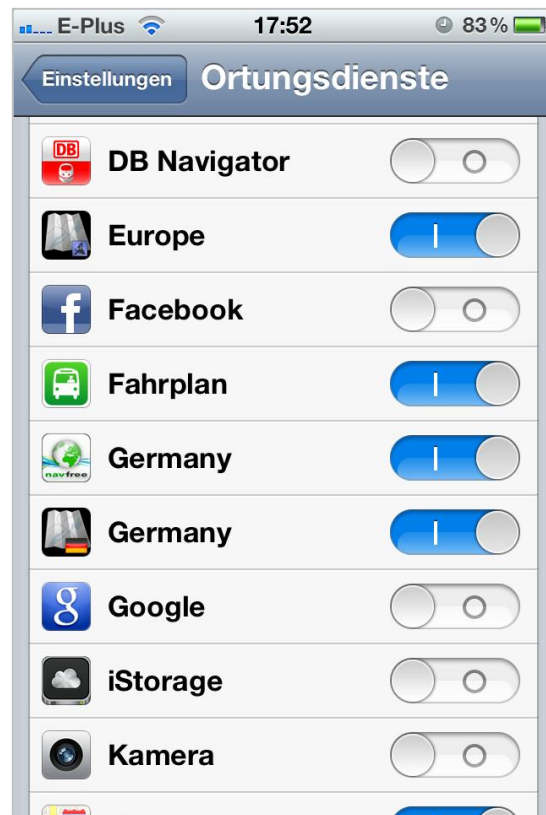 E-Plus 17:52 83 %
Einstellungen Ortungsdienste
DB DB Navigator
Europe
f Facebook
Fahrplan
navfree Germany
Germany
g Google
iStorage
Kamera